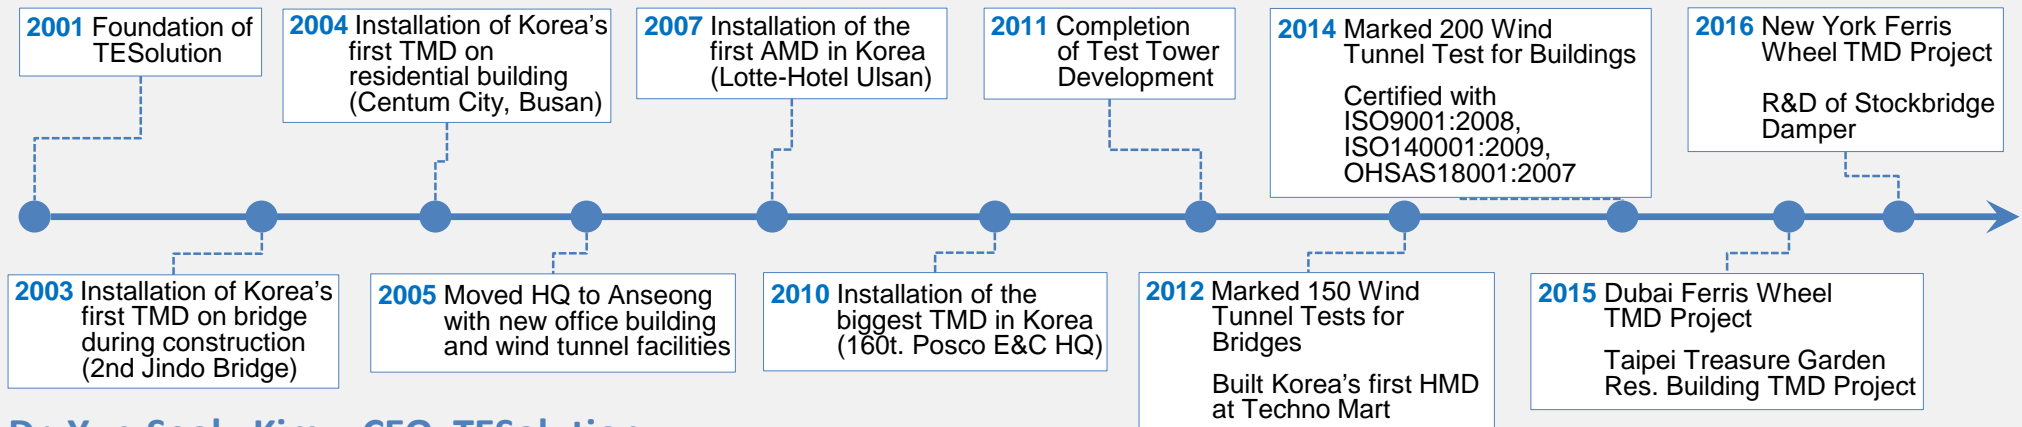 2001 Foundation of
TESolution
2003 Installation of Korea's
first TMD on bridge
during construction
(2nd Jindo Bridge)
2004 Installation of Korea's
first TMD on
residential building
(Centum City, Busan)
2005 Moved HQ to Anseong
with new office building
and wind tunnel facilities
2007 Installation of the
first AMD in Korea
(Lotte-Hotel Ulsan)
2010 Installation of the
biggest TMD in Korea
(160t. Posco E&C HQ)
2011 Completion
of Test Tower
Development
2012 Marked 150 Wind
Tunnel Tests for
Bridges
Built Korea's first HMD
at Techno Mart
2014 Marked 200 Wind
Tunnel Test for Buildings
Certified with
ISO9001:2008,
ISO140001:2009,
OHSAS18001:2007
2015 Dubai Ferris Wheel
TMD Project
Taipei Treasure Garden
Res. Building TMD Project
2016 New York Ferris
Wheel TMD Project
R&D of Stockbridge
Damper